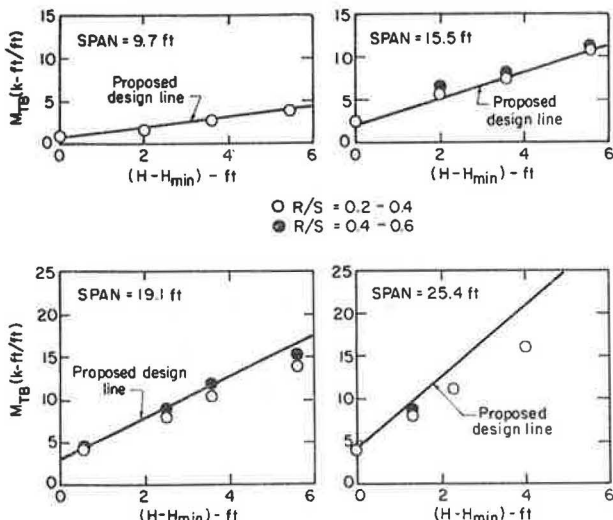 SPAN = 9.7 ft
M_TB (k-ft/ft)
15
10
5
0
Proposed
design line
0 2 4 6
(H-H_min) - ft
SPAN = 15.5 ft
15
10
5
0
Proposed
design line
0 2 4 6
(H-H_min) - ft
○ R/S = 0.2 - 0.4
● R/S = 0.4 - 0.6
SPAN = 19.1 ft
M_TB (k-ft/ft)
25
20
15
10
5
0
Proposed design
line
0 2 4 6
(H-H_min) - ft
SPAN = 25.4 ft
25
20
15
10
5
0
Proposed
design line
0 2 4 6
(H-H_min) - ft